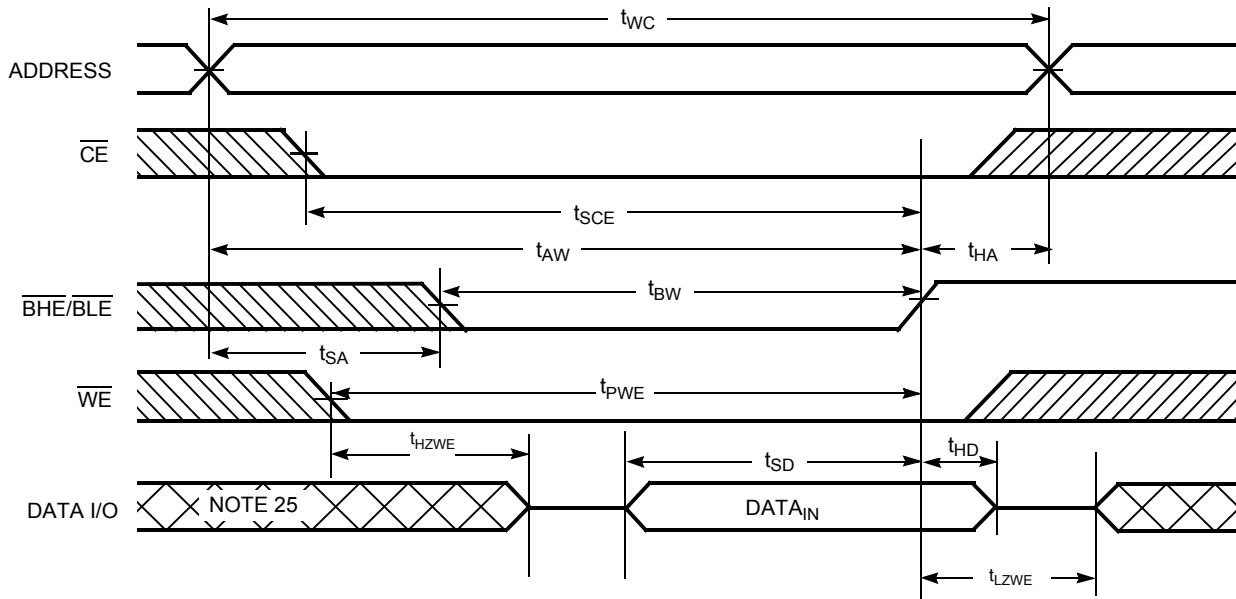 tWC
ADDRESS
CE
tSCE
tAW
tHA
BHE/BLE
tBW
tSA
WE
tPWE
tHZWE
tSD
tHD
DATA I/O
NOTE 25
DATAIN
tLZWE